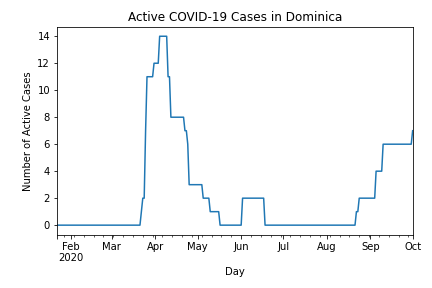 Active COVID-19 Cases in Dominica
Number of Active Cases
14
12
10
8
6
4
2
0
Feb Mar Apr May Jun Jul Aug Sep Oct
2020
Day